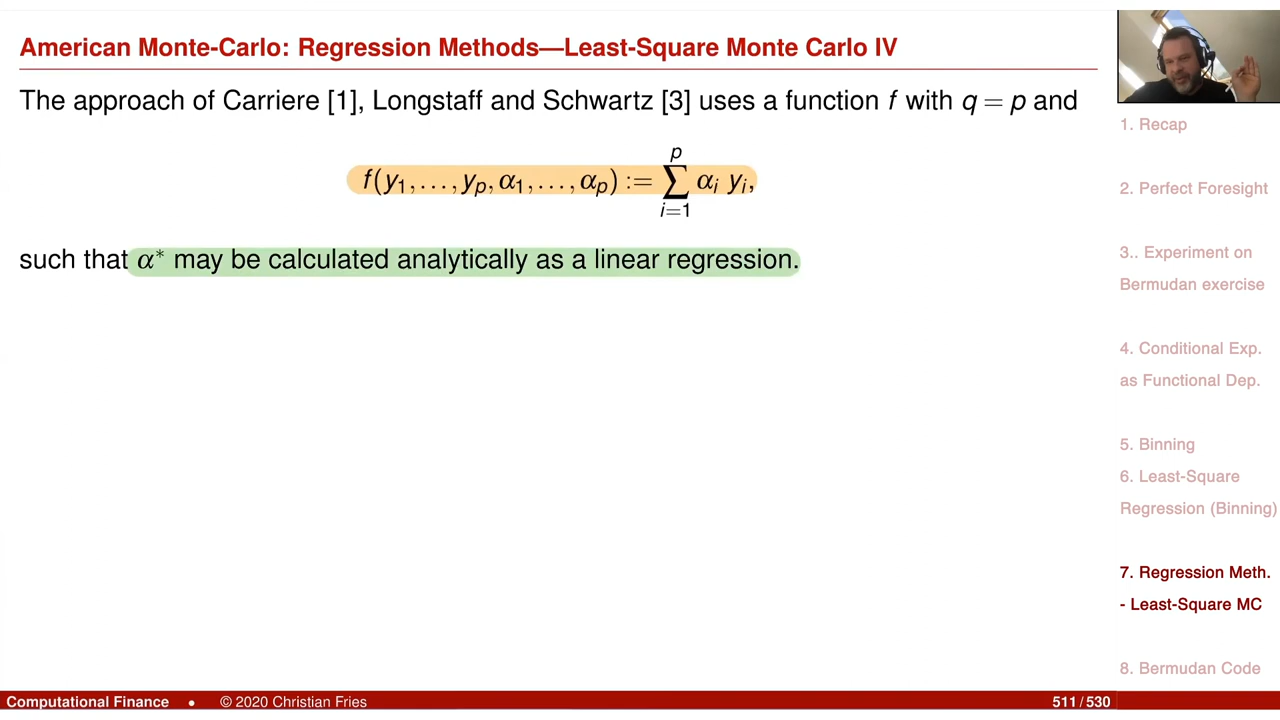 American Monte-Carlo: Regression Methods—Least-Square Monte Carlo IV
The approach of Carriere [1], Longstaff and Schwartz [3] uses a function f with q = p and
f(y₁,…,yₚ,α₁,…,αₚ) := ∑ᵢ₌₁ᵖ αᵢ yᵢ,
such that α* may be calculated analytically as a linear regression.
1. Recap
2. Perfect Foresight
3.. Experiment on
Bermudan exercise
4. Conditional Exp.
as Functional Dep.
5. Binning
6. Least-Square
Regression (Binning)
7. Regression Meth.
- Least-Square MC
8. Bermudan Code
Computational Finance • © 2020 Christian Fries 511 / 530